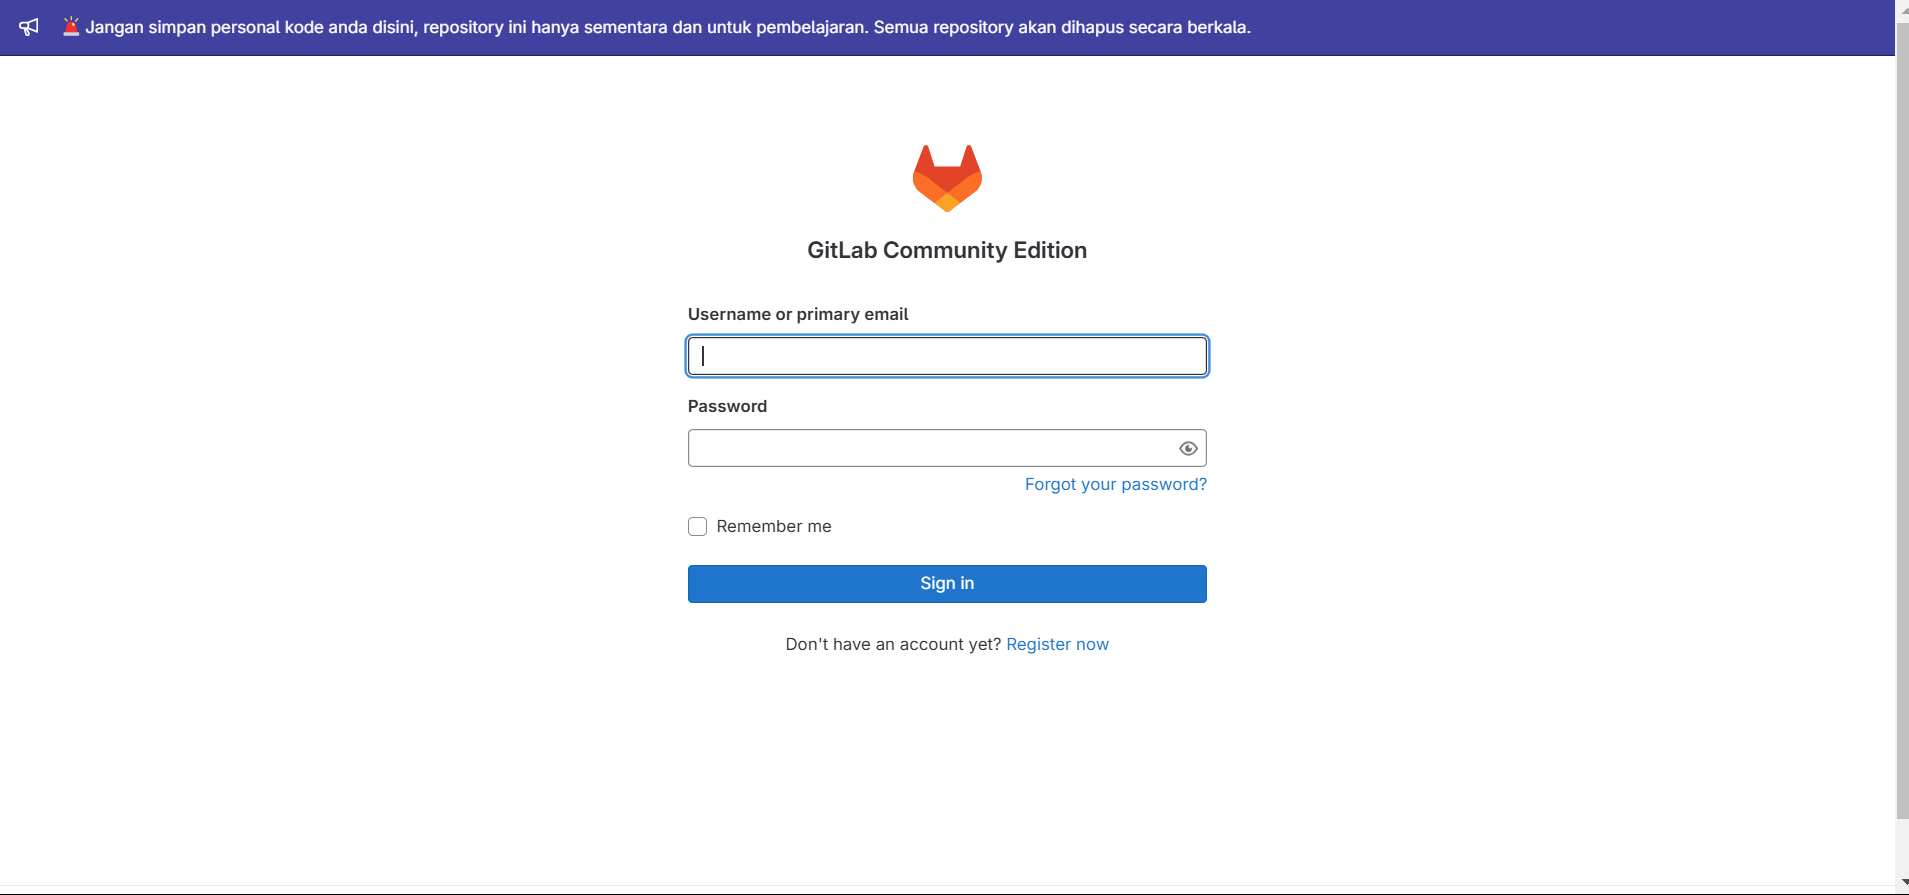 🚨 Jangan simpan personal kode anda disini, repository ini hanya sementara dan untuk pembelajaran. Semua repository akan dihapus secara berkala.
GitLab Community Edition
Username or primary email
Password
Forgot your password?
Remember me
Sign in
Don't have an account yet? Register now